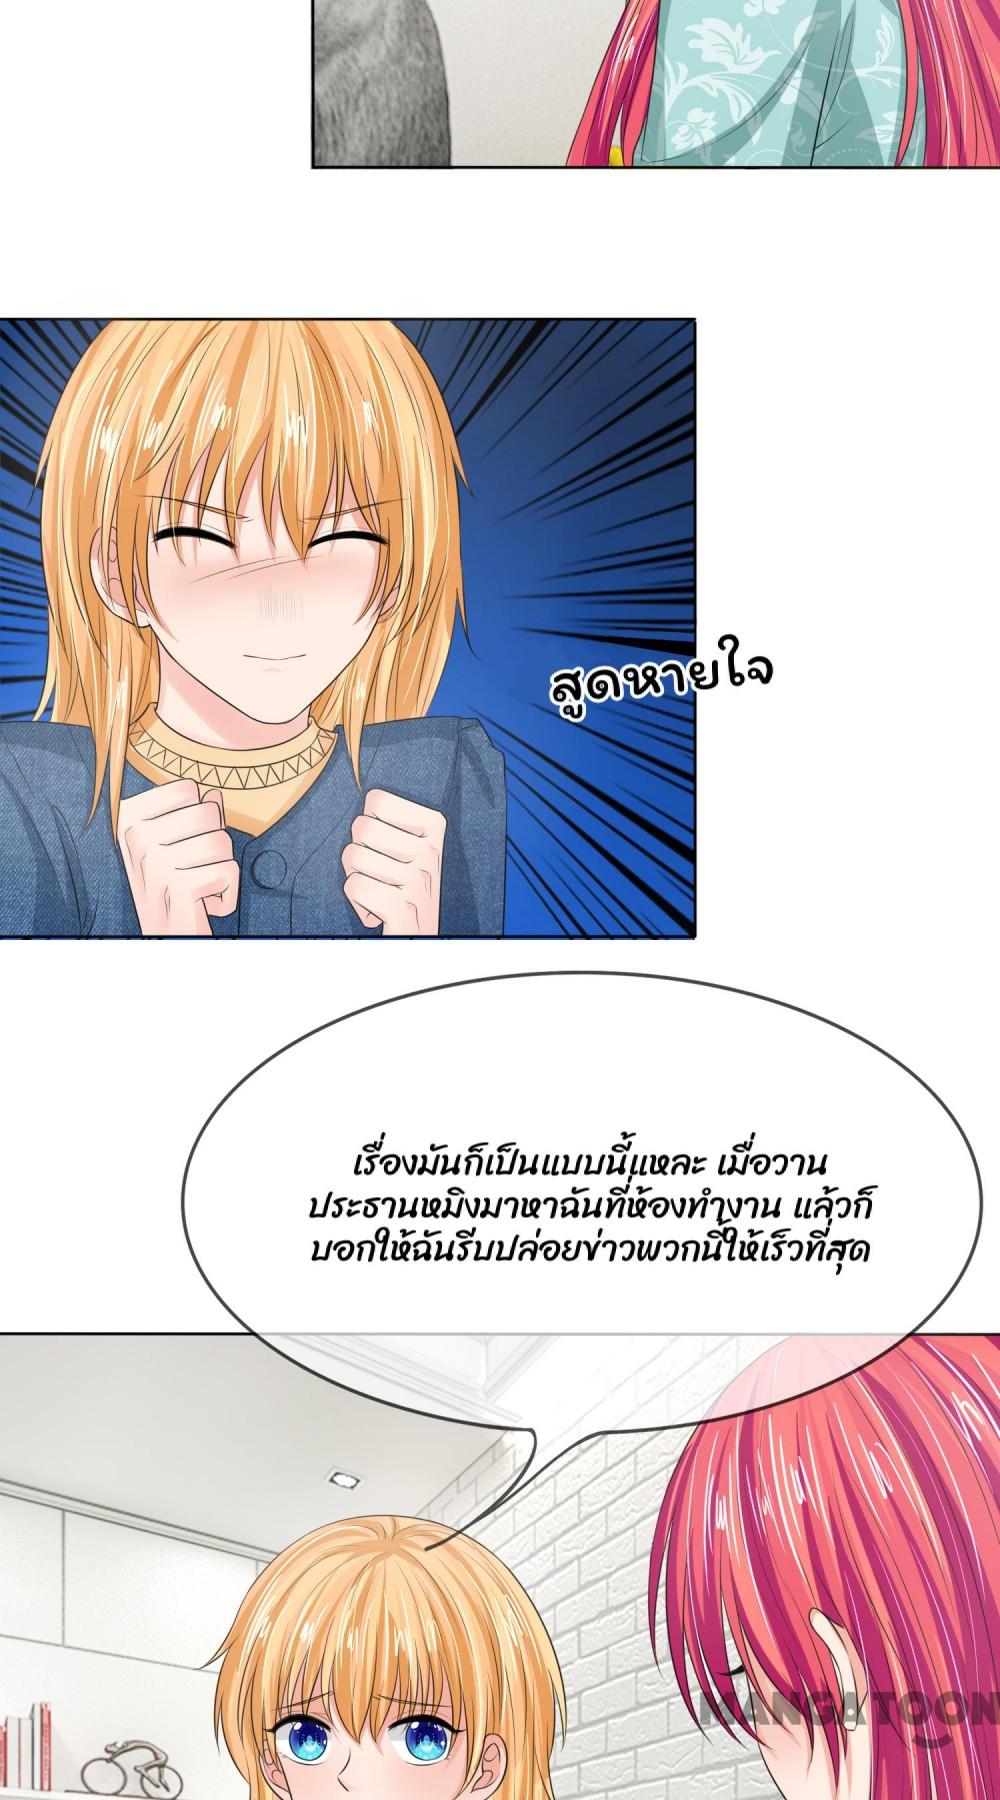 สูดหายใจ
เรื่องมันก็เป็นแบบนี้แหละ เมื่อวาน
ประธานหมิงมาหาฉันที่ห้องทำงาน แล้วก็
บอกให้ฉันรีบปล่อยข่าวพวกนี้ให้เร็วที่สุด
MANGATOON